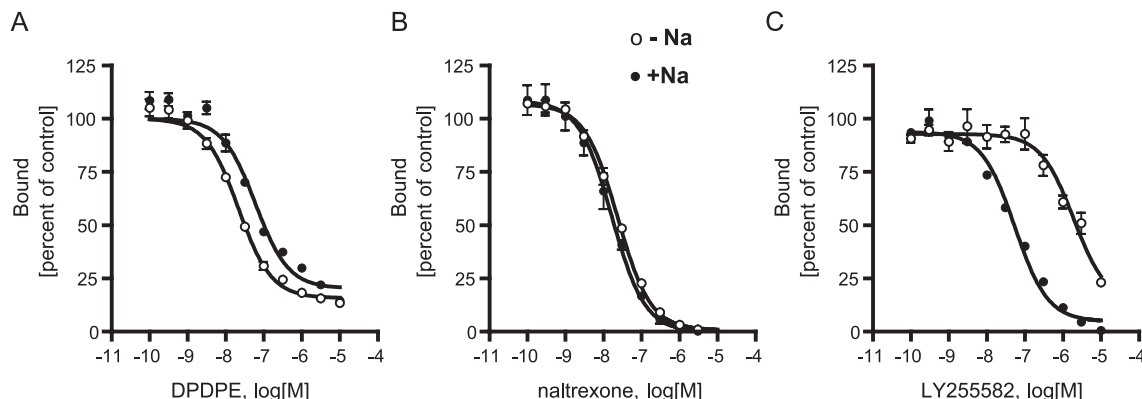 A
B
C
- Na
+Na
125
100
75
50
25
0
Bound
[percent of control]
-11 -10 -9 -8 -7 -6 -5 -4
DPDPE, log[M]
125
100
75
50
25
0
Bound
[percent of control]
-11 -10 -9 -8 -7 -6 -5 -4
naltrexone, log[M]
125
100
75
50
25
0
Bound
[percent of control]
-11 -10 -9 -8 -7 -6 -5 -4
LY255582, log[M]